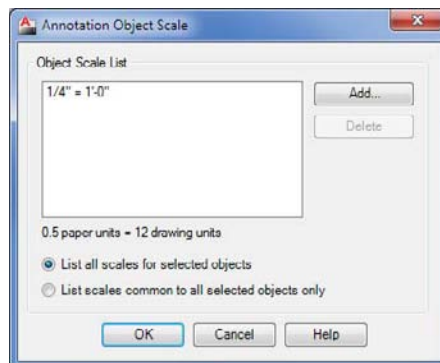 Annotation Object Scale
Object Scale List
1/4" = 1'-0"
Add...
Delete
0.5 paper units = 12 drawing units
List all scales for selected objects
List scales common to all selected objects only
OK
Cancel
Help